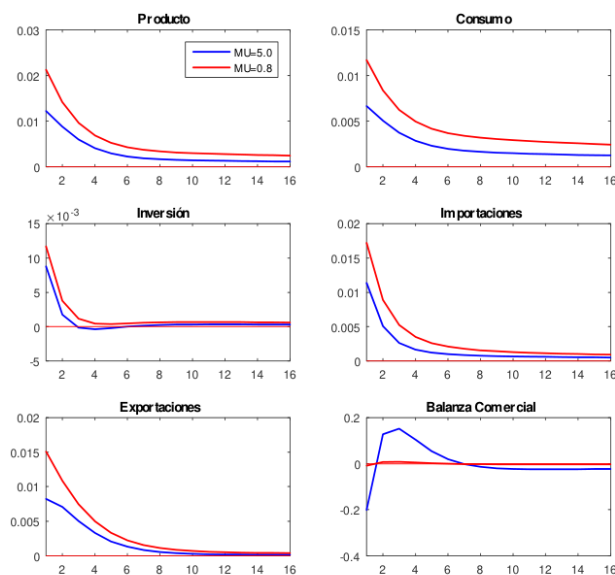 Producto
0.03
0.02
0.01
0
2 4 6 8 10 12 14 16
MU=5.0
MU=0.8
Consumo
0.015
0.01
0.005
0
2 4 6 8 10 12 14 16
Inversión
×10⁻³
15
10
5
0
-5
2 4 6 8 10 12 14 16
Importaciones
0.02
0.015
0.01
0.005
0
2 4 6 8 10 12 14 16
Exportaciones
0.02
0.015
0.01
0.005
0
2 4 6 8 10 12 14 16
Balanza Comercial
0.2
0
-0.2
-0.4
2 4 6 8 10 12 14 16